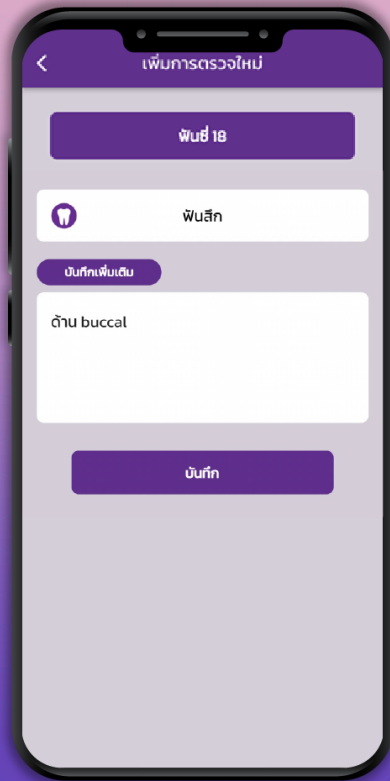 เพิ่มการตรวจใหม่
ฟันซี่ 18
ฟันสึก
บันทึกเพิ่มเติม
ด้าน buccal
บันทึก